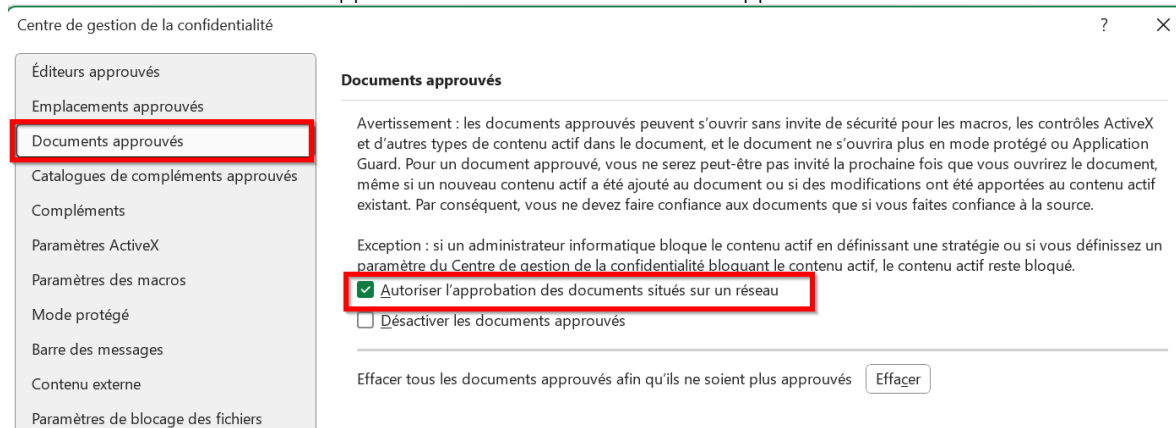 Centre de gestion de la confidentialité
?
Éditeurs approuvés
Emplacements approuvés
Documents approuvés
Catalogues de compléments approuvés
Compléments
Paramètres ActiveX
Paramètres des macros
Mode protégé
Barre des messages
Contenu externe
Paramètres de blocage des fichiers
Documents approuvés
Avertissement : les documents approuvés peuvent s’ouvrir sans invite de sécurité pour les macros, les contrôles ActiveX
et d’autres types de contenu actif dans le document, et le document ne s’ouvrira plus en mode protégé ou Application
Guard. Pour un document approuvé, vous ne serez peut-être pas invité la prochaine fois que vous ouvrirez le document,
même si un nouveau contenu actif a été ajouté au document ou si des modifications ont été apportées au contenu actif
existant. Par conséquent, vous ne devez faire confiance aux documents que si vous faites confiance à la source.
Exception : si un administrateur informatique bloque le contenu actif en définissant une stratégie ou si vous définissez un
paramètre du Centre de gestion de la confidentialité bloquant le contenu actif, le contenu actif reste bloqué.
Autoriser l’approbation des documents situés sur un réseau
Désactiver les documents approuvés
Effacer tous les documents approuvés afin qu’ils ne soient plus approuvés
Effacer